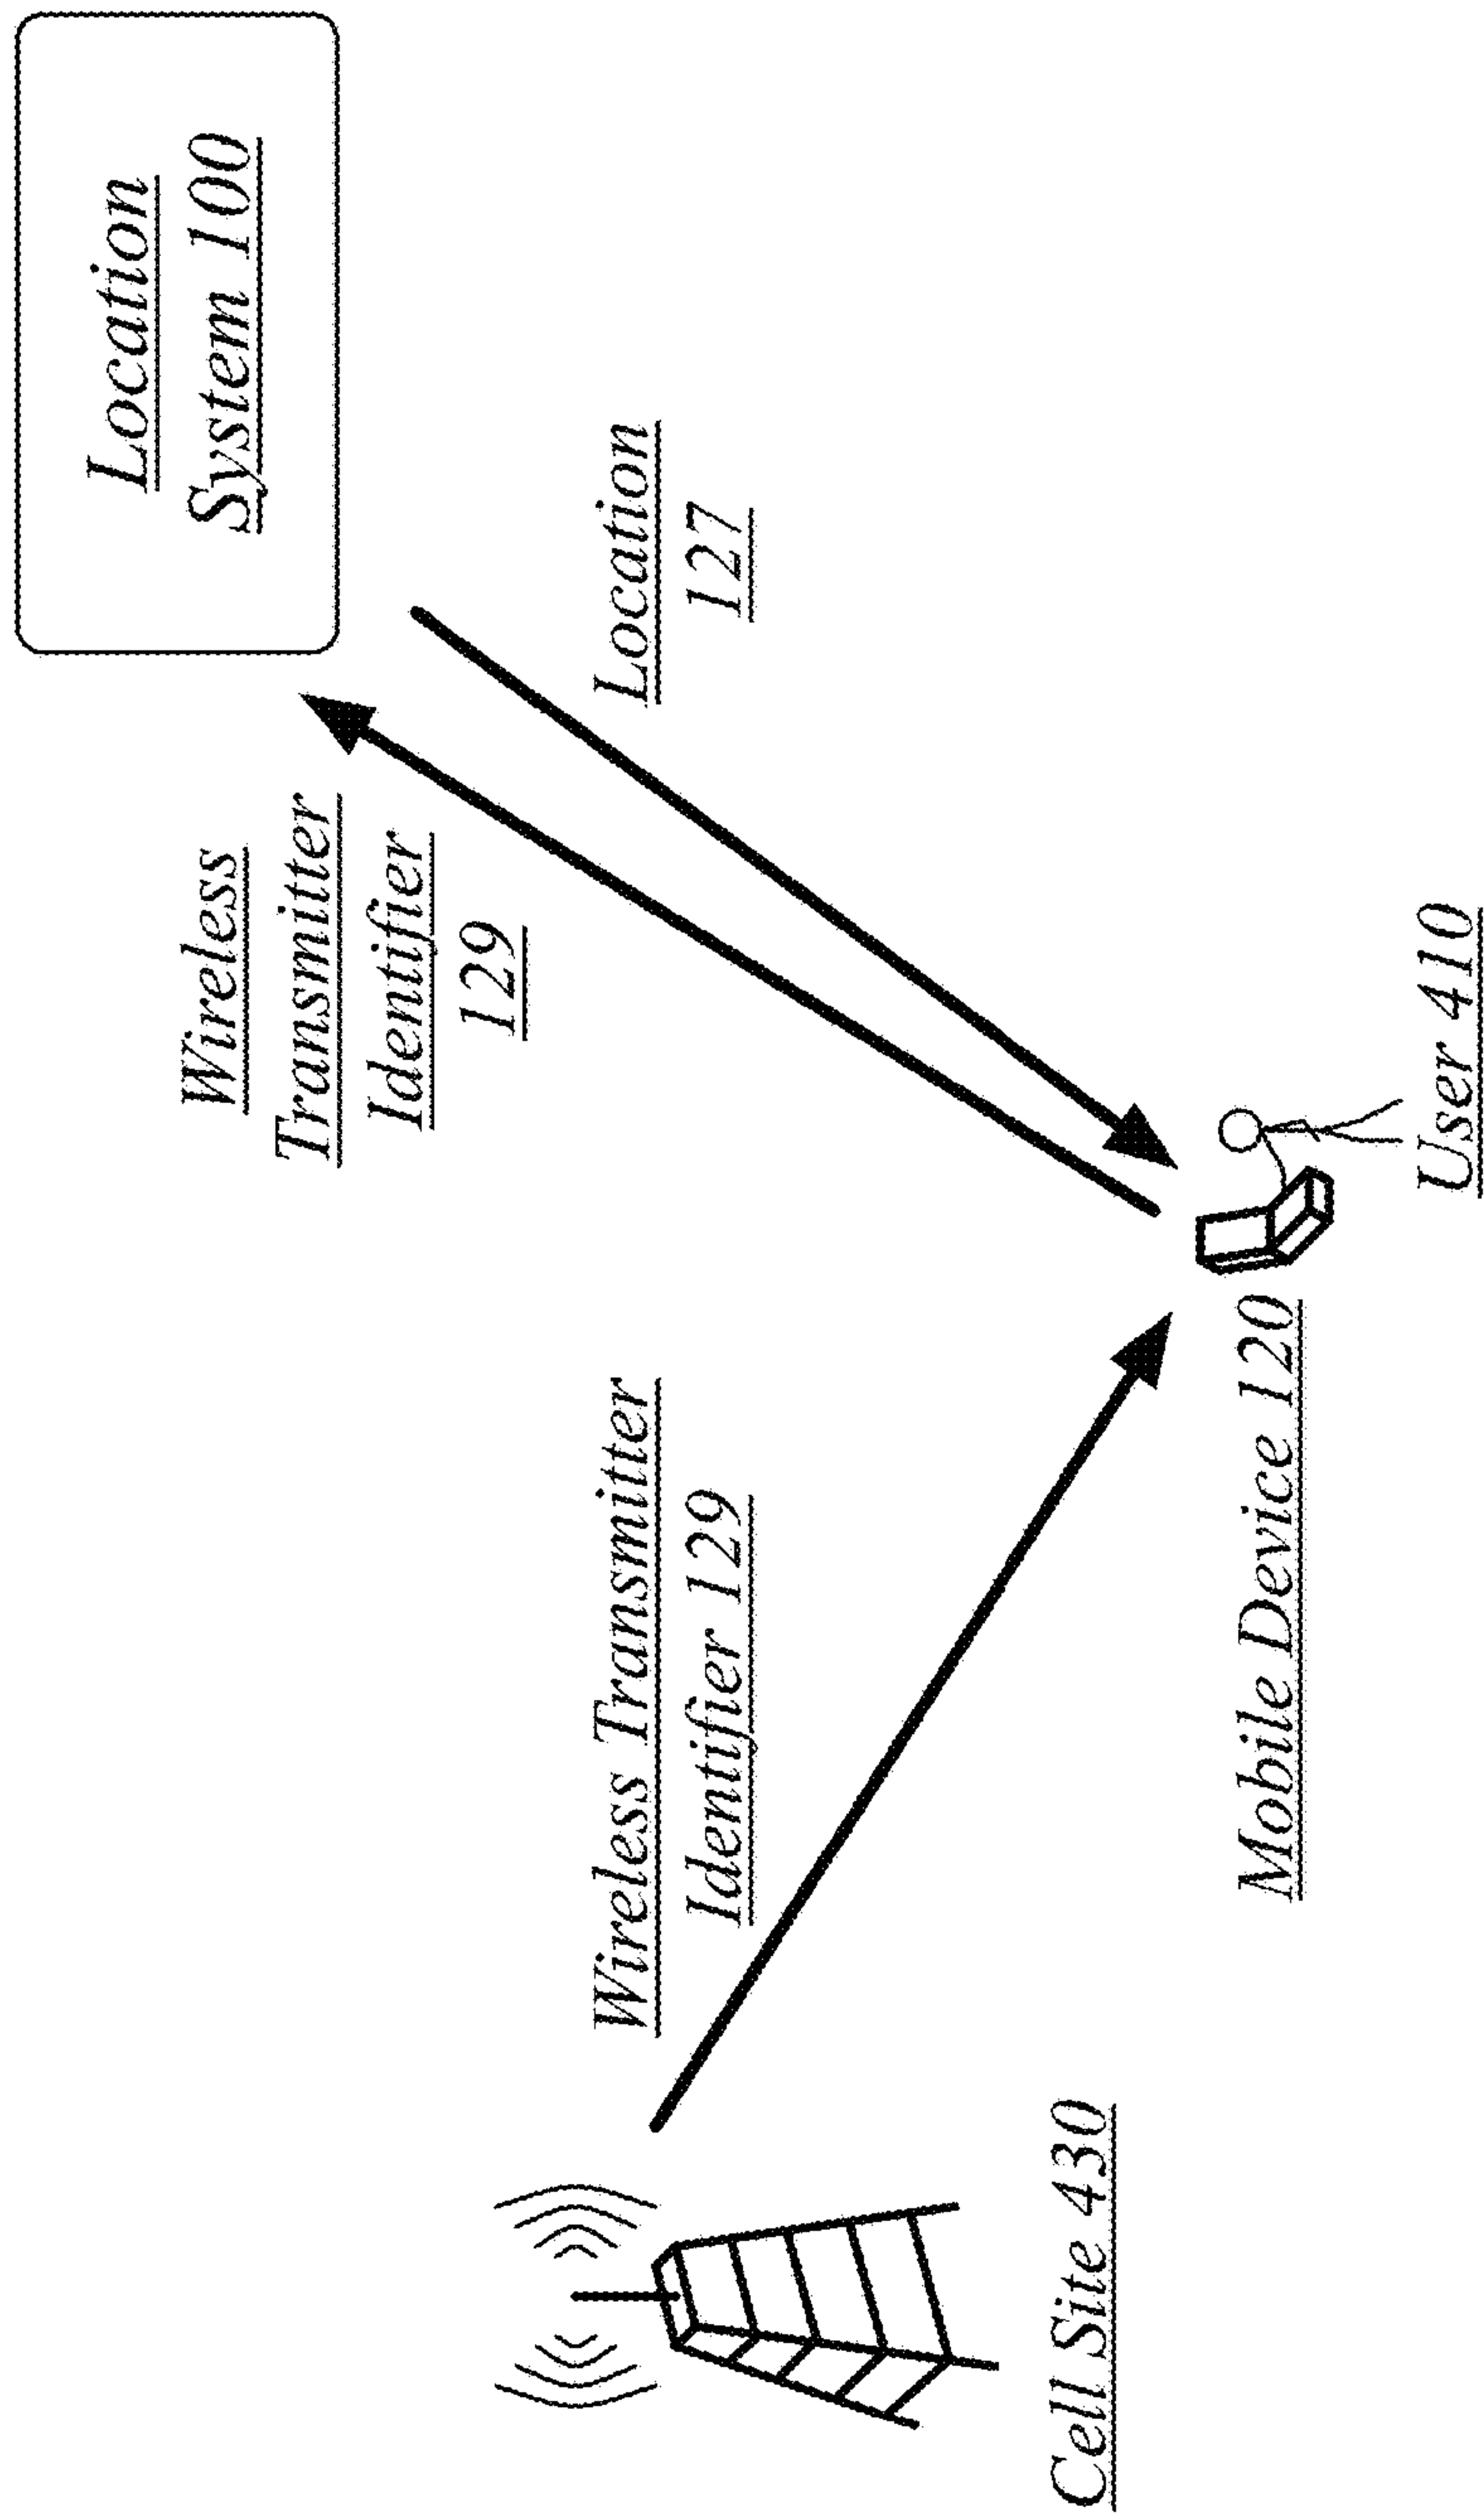 Location
System 100
Wireless
Transmitter
Identifier
129
Location
127
Wireless Transmitter
Identifier 129
User 410
Mobile Device 120
Cell Site 430